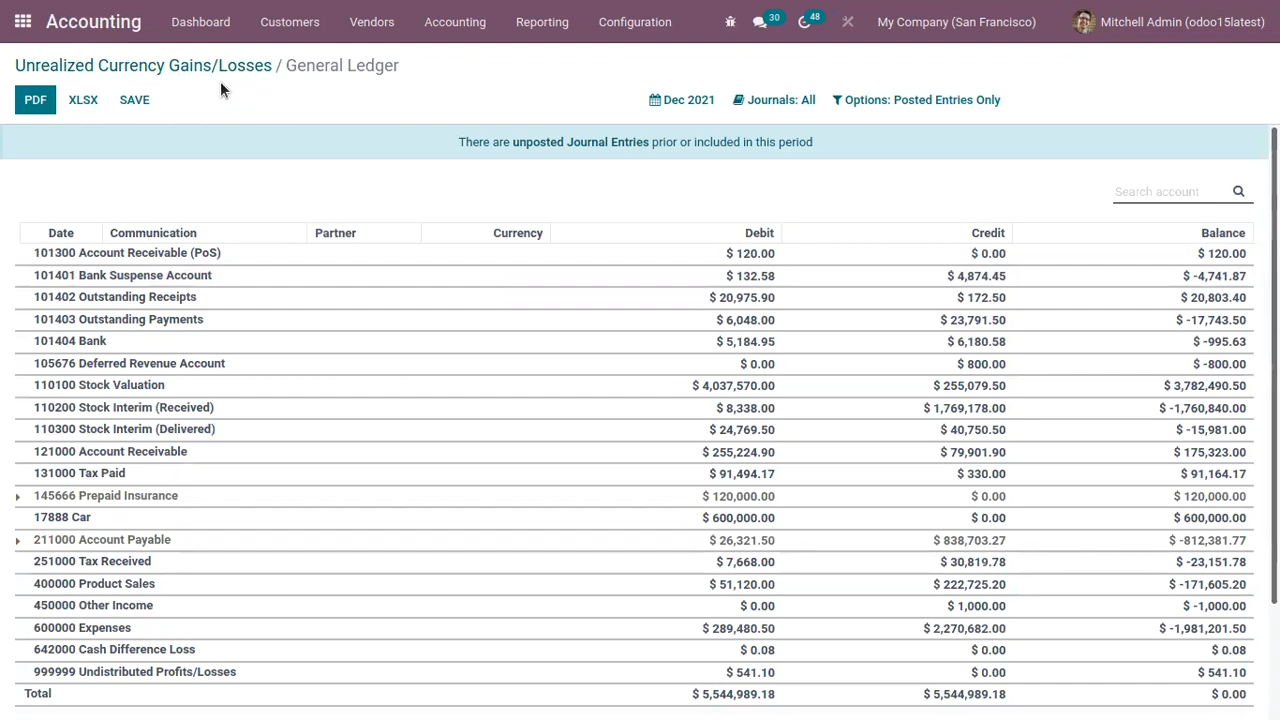 Accounting Dashboard Customers Vendors Accounting Reporting Configuration 30 48 My Company (San Francisco) Mitchell Admin (odoo15latest)
Unrealized Currency Gains/Losses / General Ledger
PDF XLSX SAVE Dec 2021 Journals: All Options: Posted Entries Only
There are unposted Journal Entries prior or included in this period
Search account
Date Communication Partner Currency Debit Credit Balance
101300 Account Receivable (PoS) $ 120.00 $ 0.00 $ 120.00
101401 Bank Suspense Account $ 132.58 $ 4,874.45 $ -4,741.87
101402 Outstanding Receipts $ 20,975.90 $ 172.50 $ 20,803.40
101403 Outstanding Payments $ 6,048.00 $ 23,791.50 $ -17,743.50
101404 Bank $ 5,184.95 $ 6,180.58 $ -995.63
105676 Deferred Revenue Account $ 0.00 $ 800.00 $ -800.00
110100 Stock Valuation $ 4,037,570.00 $ 255,079.50 $ 3,782,490.50
110200 Stock Interim (Received) $ 8,338.00 $ 1,769,178.00 $ -1,760,840.00
110300 Stock Interim (Delivered) $ 24,769.50 $ 40,750.50 $ -15,981.00
121000 Account Receivable $ 255,224.90 $ 79,901.90 $ 175,323.00
131000 Tax Paid $ 91,494.17 $ 330.00 $ 91,164.17
145666 Prepaid Insurance $ 120,000.00 $ 0.00 $ 120,000.00
17888 Car $ 600,000.00 $ 0.00 $ 600,000.00
211000 Account Payable $ 26,321.50 $ 838,703.27 $ -812,381.77
251000 Tax Received $ 7,668.00 $ 30,819.78 $ -23,151.78
400000 Product Sales $ 51,120.00 $ 222,725.20 $ -171,605.20
450000 Other Income $ 0.00 $ 1,000.00 $ -1,000.00
600000 Expenses $ 289,480.50 $ 2,270,682.00 $ -1,981,201.50
642000 Cash Difference Loss $ 0.08 $ 0.00 $ 0.08
999999 Undistributed Profits/Losses $ 541.10 $ 0.00 $ 541.10
Total $ 5,544,989.18 $ 5,544,989.18 $ 0.00